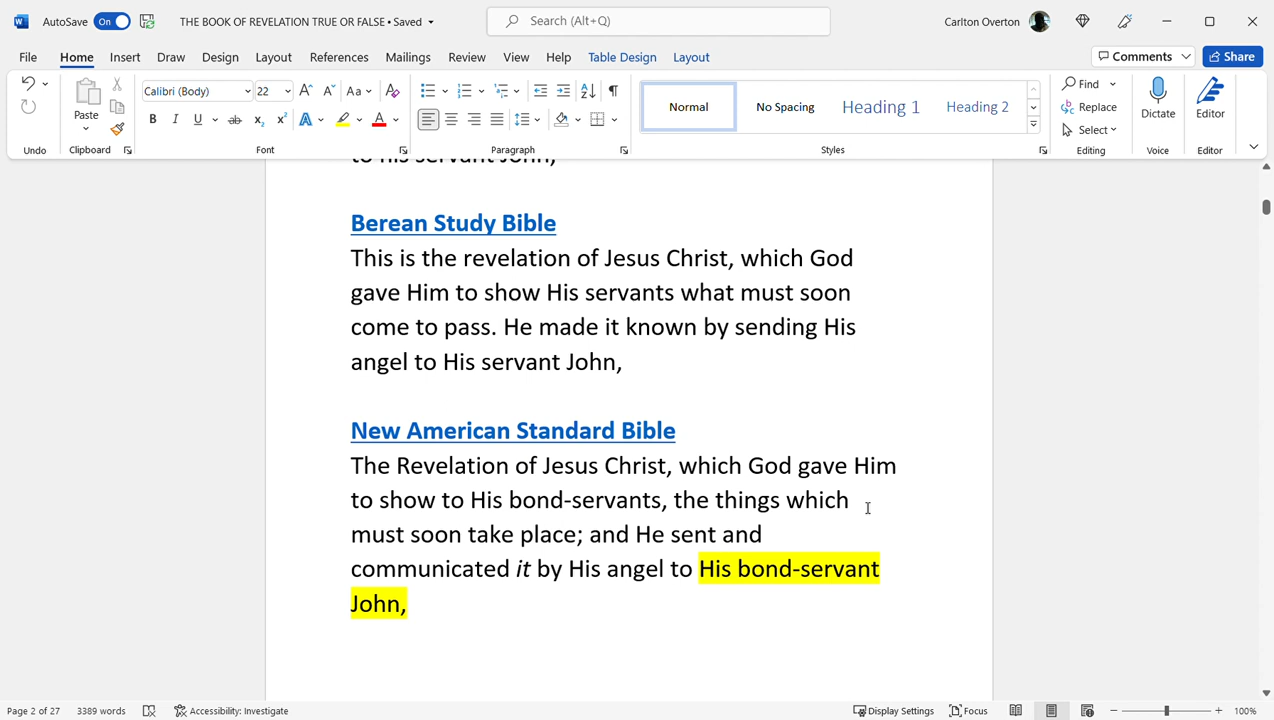 AutoSave On THE BOOK OF REVELATION TRUE OR FALSE • Saved Search (Alt+Q) Carlton Overton
File Home Insert Draw Design Layout References Mailings Review View Help Table Design Layout Comments Share
Paste Calibri (Body) 22 Aa Normal No Spacing Heading 1 Heading 2 Find Replace Select Dictate Editor
Undo Clipboard Font Paragraph Styles Editing Voice Editor
to his servant John,
Berean Study Bible
This is the revelation of Jesus Christ, which God
gave Him to show His servants what must soon
come to pass. He made it known by sending His
angel to His servant John,
New American Standard Bible
The Revelation of Jesus Christ, which God gave Him
to show to His bond-servants, the things which
must soon take place; and He sent and
communicated it by His angel to His bond-servant
John,
Page 2 of 27 3389 words Accessibility: Investigate Display Settings Focus 100%